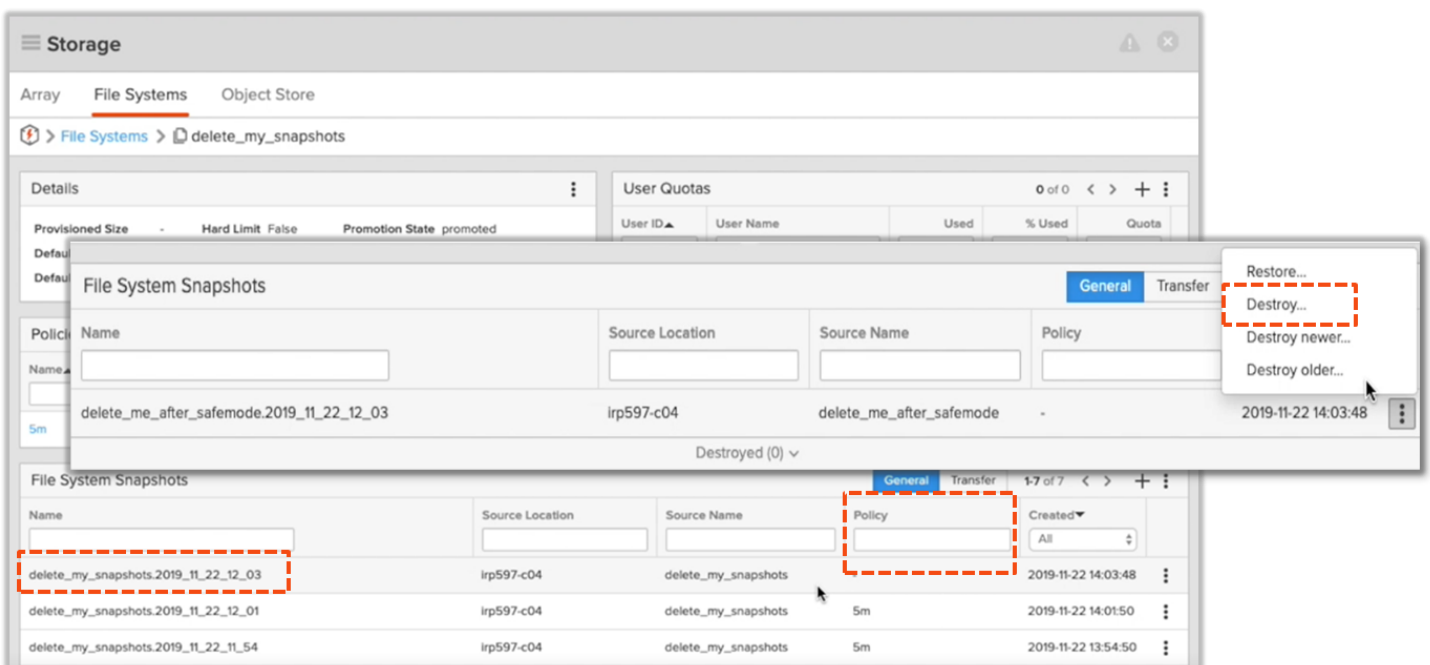 Storage
Array File Systems Object Store
File Systems delete_my_snapshots
Details
User Quotas 0 of 0
Provisioned Size - Hard Limit False Promotion State promoted
User ID User Name Used % Used Quota
File System Snapshots General Transfer
Restore...
Destroy...
Destroy newer...
Destroy older...
Name Source Location Source Name Policy
delete_me_after_safemode.2019_11_22_12_03 irp597-c04 delete_me_after_safemode - 2019-11-22 14:03:48
Destroyed (0)
Name
5m
File System Snapshots General Transfer 1-7 of 7
Name Source Location Source Name Policy Created
All
delete_my_snapshots.2019_11_22_12_03 irp597-c04 delete_my_snapshots 2019-11-22 14:03:48
delete_my_snapshots.2019_11_22_12_01 irp597-c04 delete_my_snapshots 5m 2019-11-22 14:01:50
delete_my_snapshots.2019_11_22_11_54 irp597-c04 delete_my_snapshots 5m 2019-11-22 13:54:50